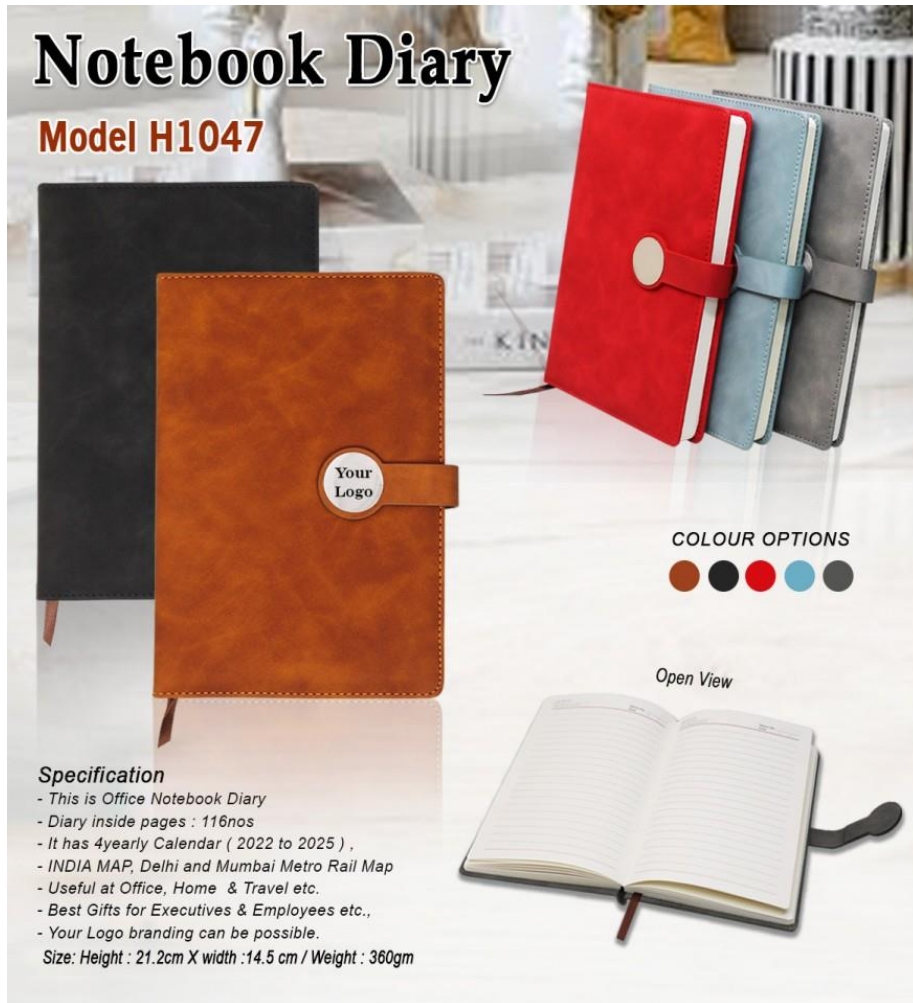 Notebook Diary
Model H1047
KIN
Your
Logo
COLOUR OPTIONS
Open View
Specification
- This is Office Notebook Diary
- Diary inside pages : 116nos
- It has 4yearly Calendar ( 2022 to 2025 ) ,
- INDIA MAP, Delhi and Mumbai Metro Rail Map
- Useful at Office, Home & Travel etc.
- Best Gifts for Executives & Employees etc.,
- Your Logo branding can be possible.
Size: Height : 21.2cm X width :14.5 cm / Weight : 360gm